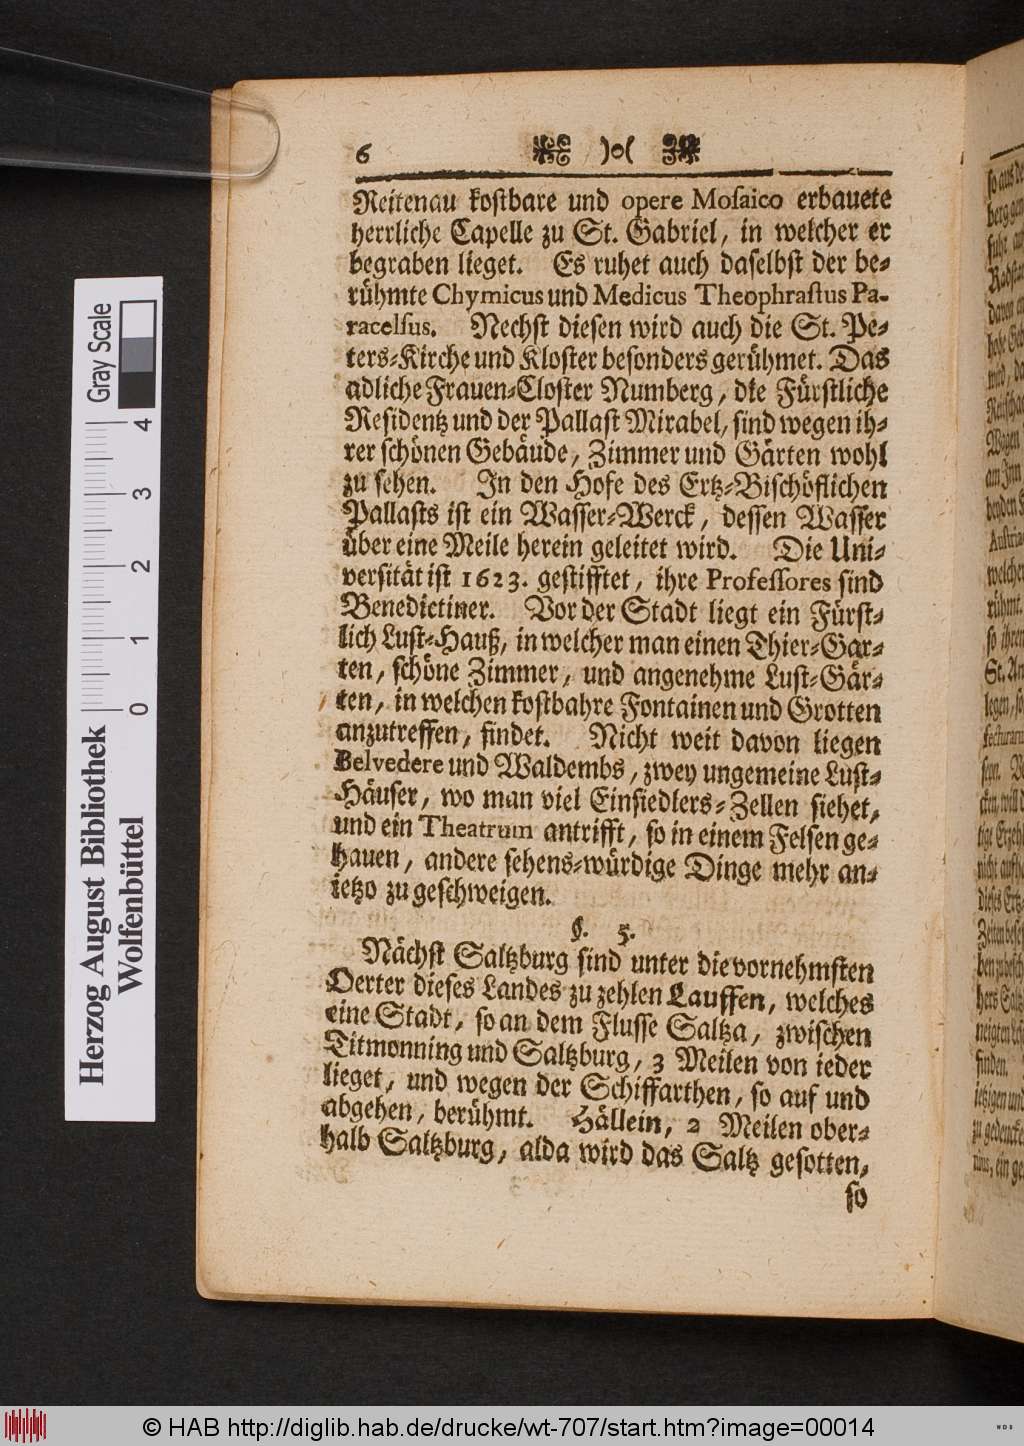 6 )o(
Reitenau kostbare und opere Mosaico erbauete
herrliche Capelle zu St. Gabriel, in welcher er
begraben lieget. Es ruhet auch daselbst der be-
rühmte Chymicus und Medicus Theophrastus Pa-
racelsus. Nechst diesen wird auch die St. Pe-
ters-Kirche und Kloster besonders gerühmet. Das
adliche Frauen-Closter Numberg, die Fürstliche
Residentz und der Pallast Mirabel, sind wegen ih-
rer schönen Gebäude, Zimmer und Gärten wohl
zu sehen. In den Hofe des Ertz-Bischöflichen
Pallasts ist ein Wasser-Werck, dessen Wasser
über eine Meile herein geleitet wird. Die Uni-
versität ist 1623. gestifftet, ihre Professores sind
Benedictiner. Vor der Stadt liegt ein Fürst-
lich Lust-Hauß, in welcher man einen Thier-Gar-
ten, schöne Zimmer, und angenehme Lust-Gär-
ten, in welchen kostbahre Fontainen und Grotten
anzutreffen, findet. Nicht weit davon liegen
Belvedere und Waldembs, zwey ungemeine Lust-
Häuser, wo man viel Einsiedlers-Zellen siehet,
und ein Theatrum antrifft, so in einem Felsen ge-
hauen, andere sehens-würdige Dinge mehr an-
ietzo zu geschweigen.
§. 5.
Nächst Saltzburg sind unter die vornehmsten
Oerter dieses Landes zu zehlen Lauffen, welches
eine Stadt, so an dem Flusse Saltza, zwischen
Titmonning und Saltzburg, 3 Meilen von ieder
lieget, und wegen der Schiffarthen, so auf und
abgehen, berühmt. Hällein, 2 Meilen ober-
halb Saltzburg, alda wird das Saltz gesotten,
so
Herzog August Bibliothek
Wolfenbüttel
0 1 2 3 4
Gray Scale
© HAB http://diglib.hab.de/drucke/wt-707/start.htm?image=00014